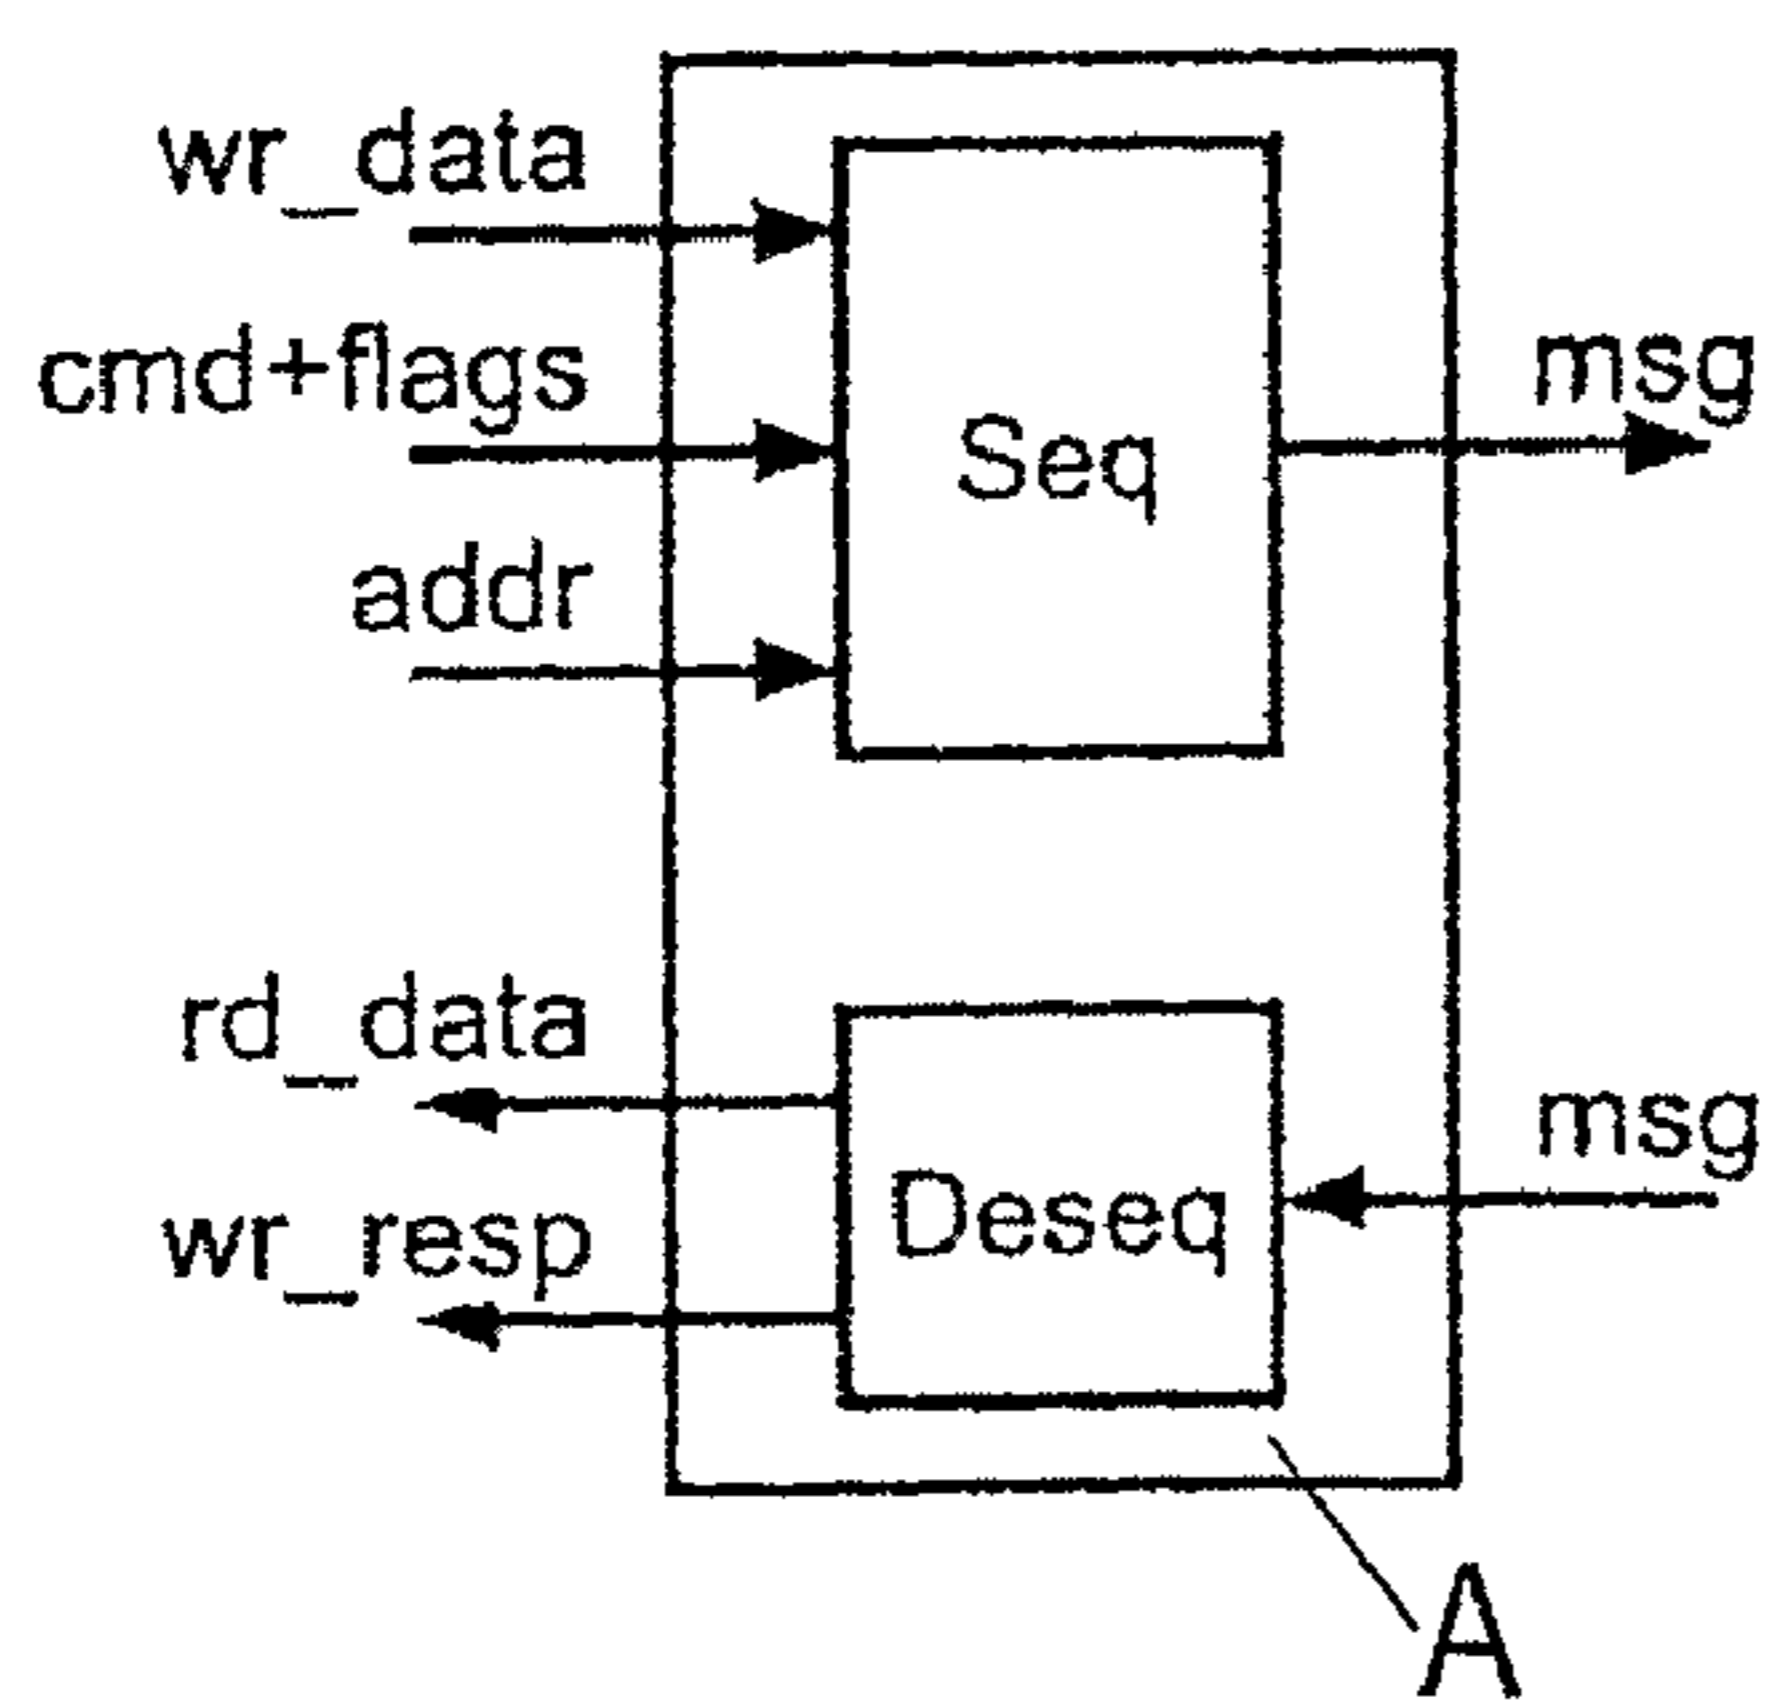 wr_data
cmd+flags
msg
Seq
addr
rd_data
msg
Deseq
wr_resp
A